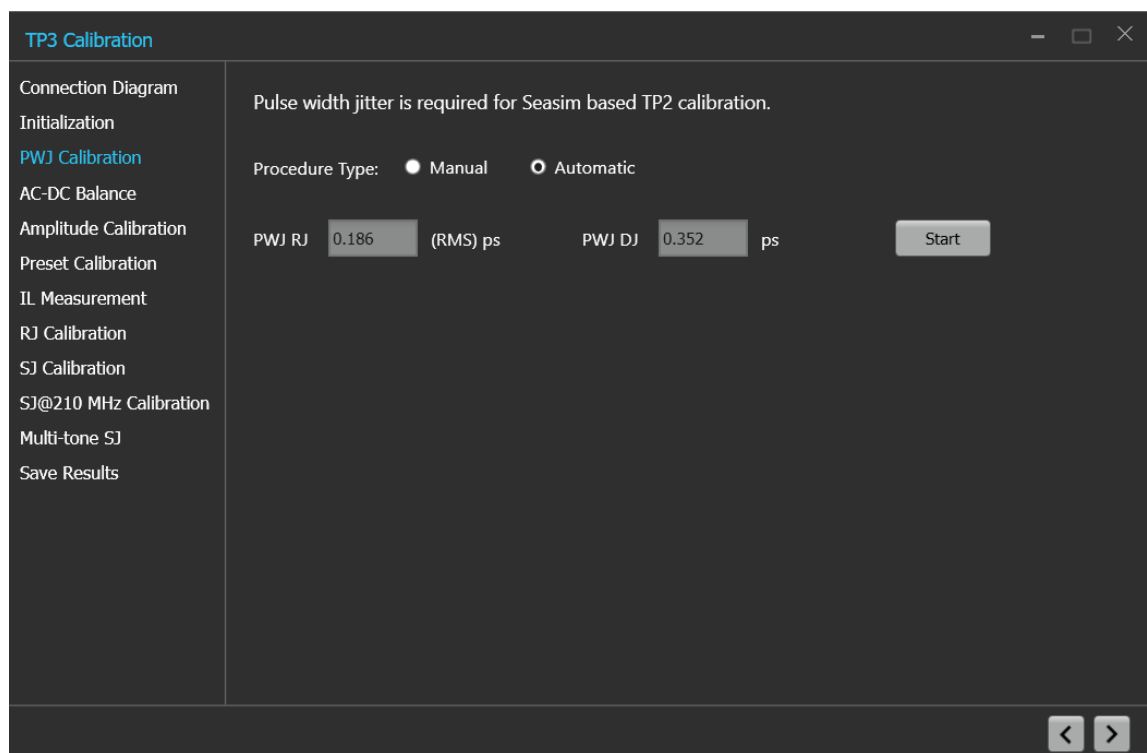 TP3 Calibration
Connection Diagram
Initialization
PWJ Calibration
AC-DC Balance
Amplitude Calibration
Preset Calibration
IL Measurement
RJ Calibration
SJ Calibration
SJ@210 MHz Calibration
Multi-tone SJ
Save Results
Pulse width jitter is required for Seasim based TP2 calibration.
Procedure Type: Manual Automatic
PWJ RJ 0.186 (RMS) ps PWJ DJ 0.352 ps Start